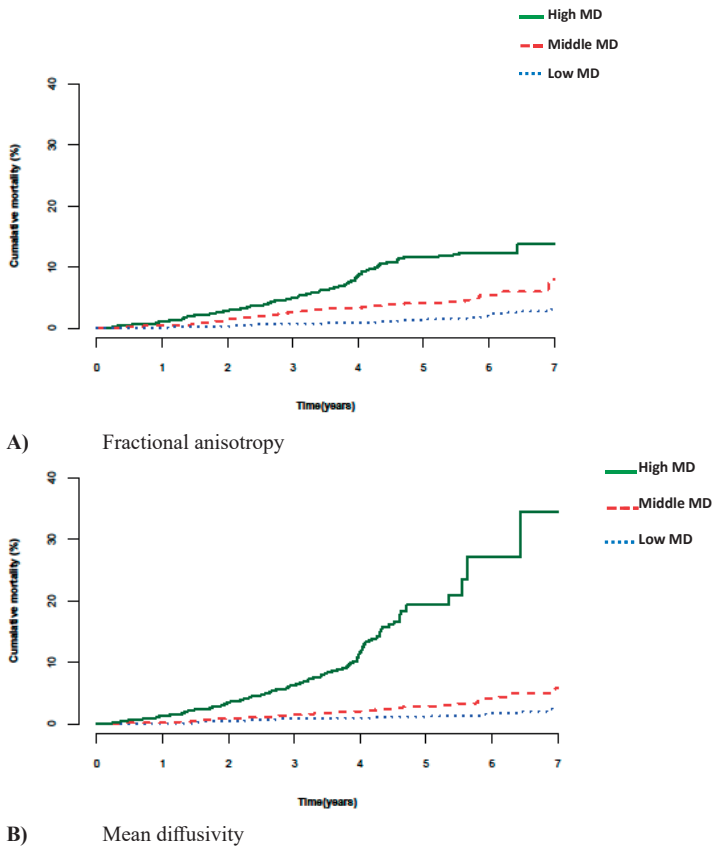 High MD
Middle MD
Low MD
40
30
20
10
0
Cumulative mortality (%)
0 1 2 3 4 5 6 7
Time(years)
A) Fractional anisotropy
High MD
Middle MD
Low MD
40
30
20
10
0
Cumulative mortality (%)
0 1 2 3 4 5 6 7
Time(years)
B) Mean diffusivity